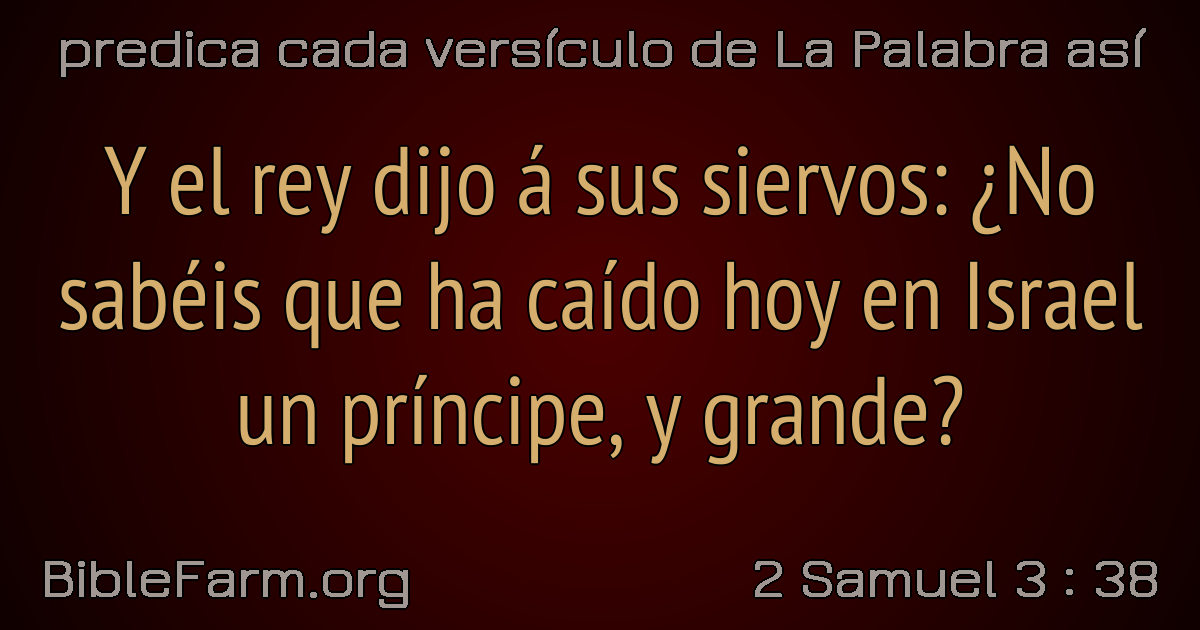 predica cada versículo de La Palabra así
Y el rey dijo á sus siervos: ¿No
sabéis que ha caído hoy en Israel
un príncipe, y grande?
BibleFarm.org
2 Samuel 3 : 38